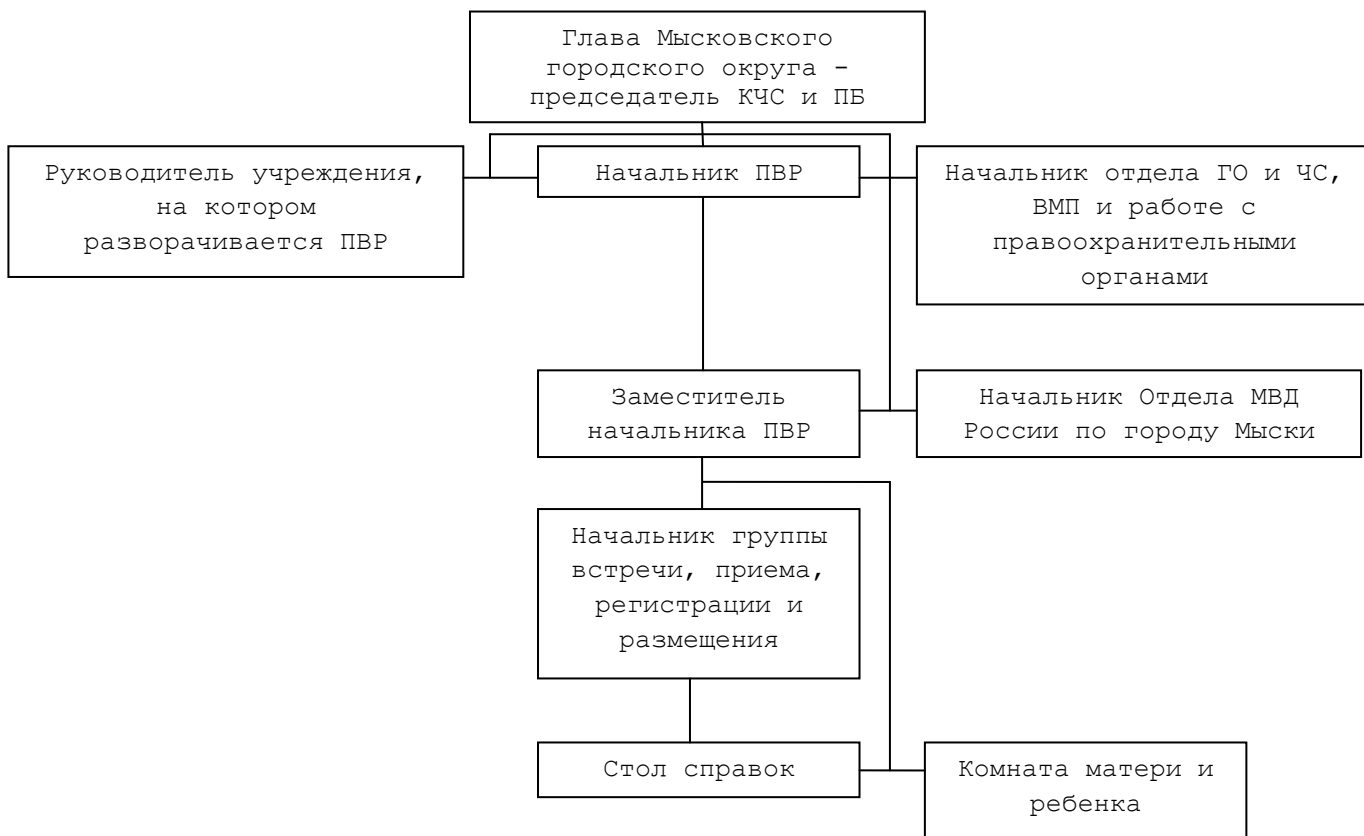 Глава Мысковского
городского округа –
председатель КЧС и ПБ
Руководитель учреждения,
на котором
разворачивается ПВР
Начальник ПВР
Начальник отдела ГО и ЧС,
ВМП и работе с
правоохранительными
органами
Заместитель
начальника ПВР
Начальник Отдела МВД
России по городу Мыски
Начальник группы
встречи, приема,
регистрации и
размещения
Стол справок
Комната матери и
ребенка